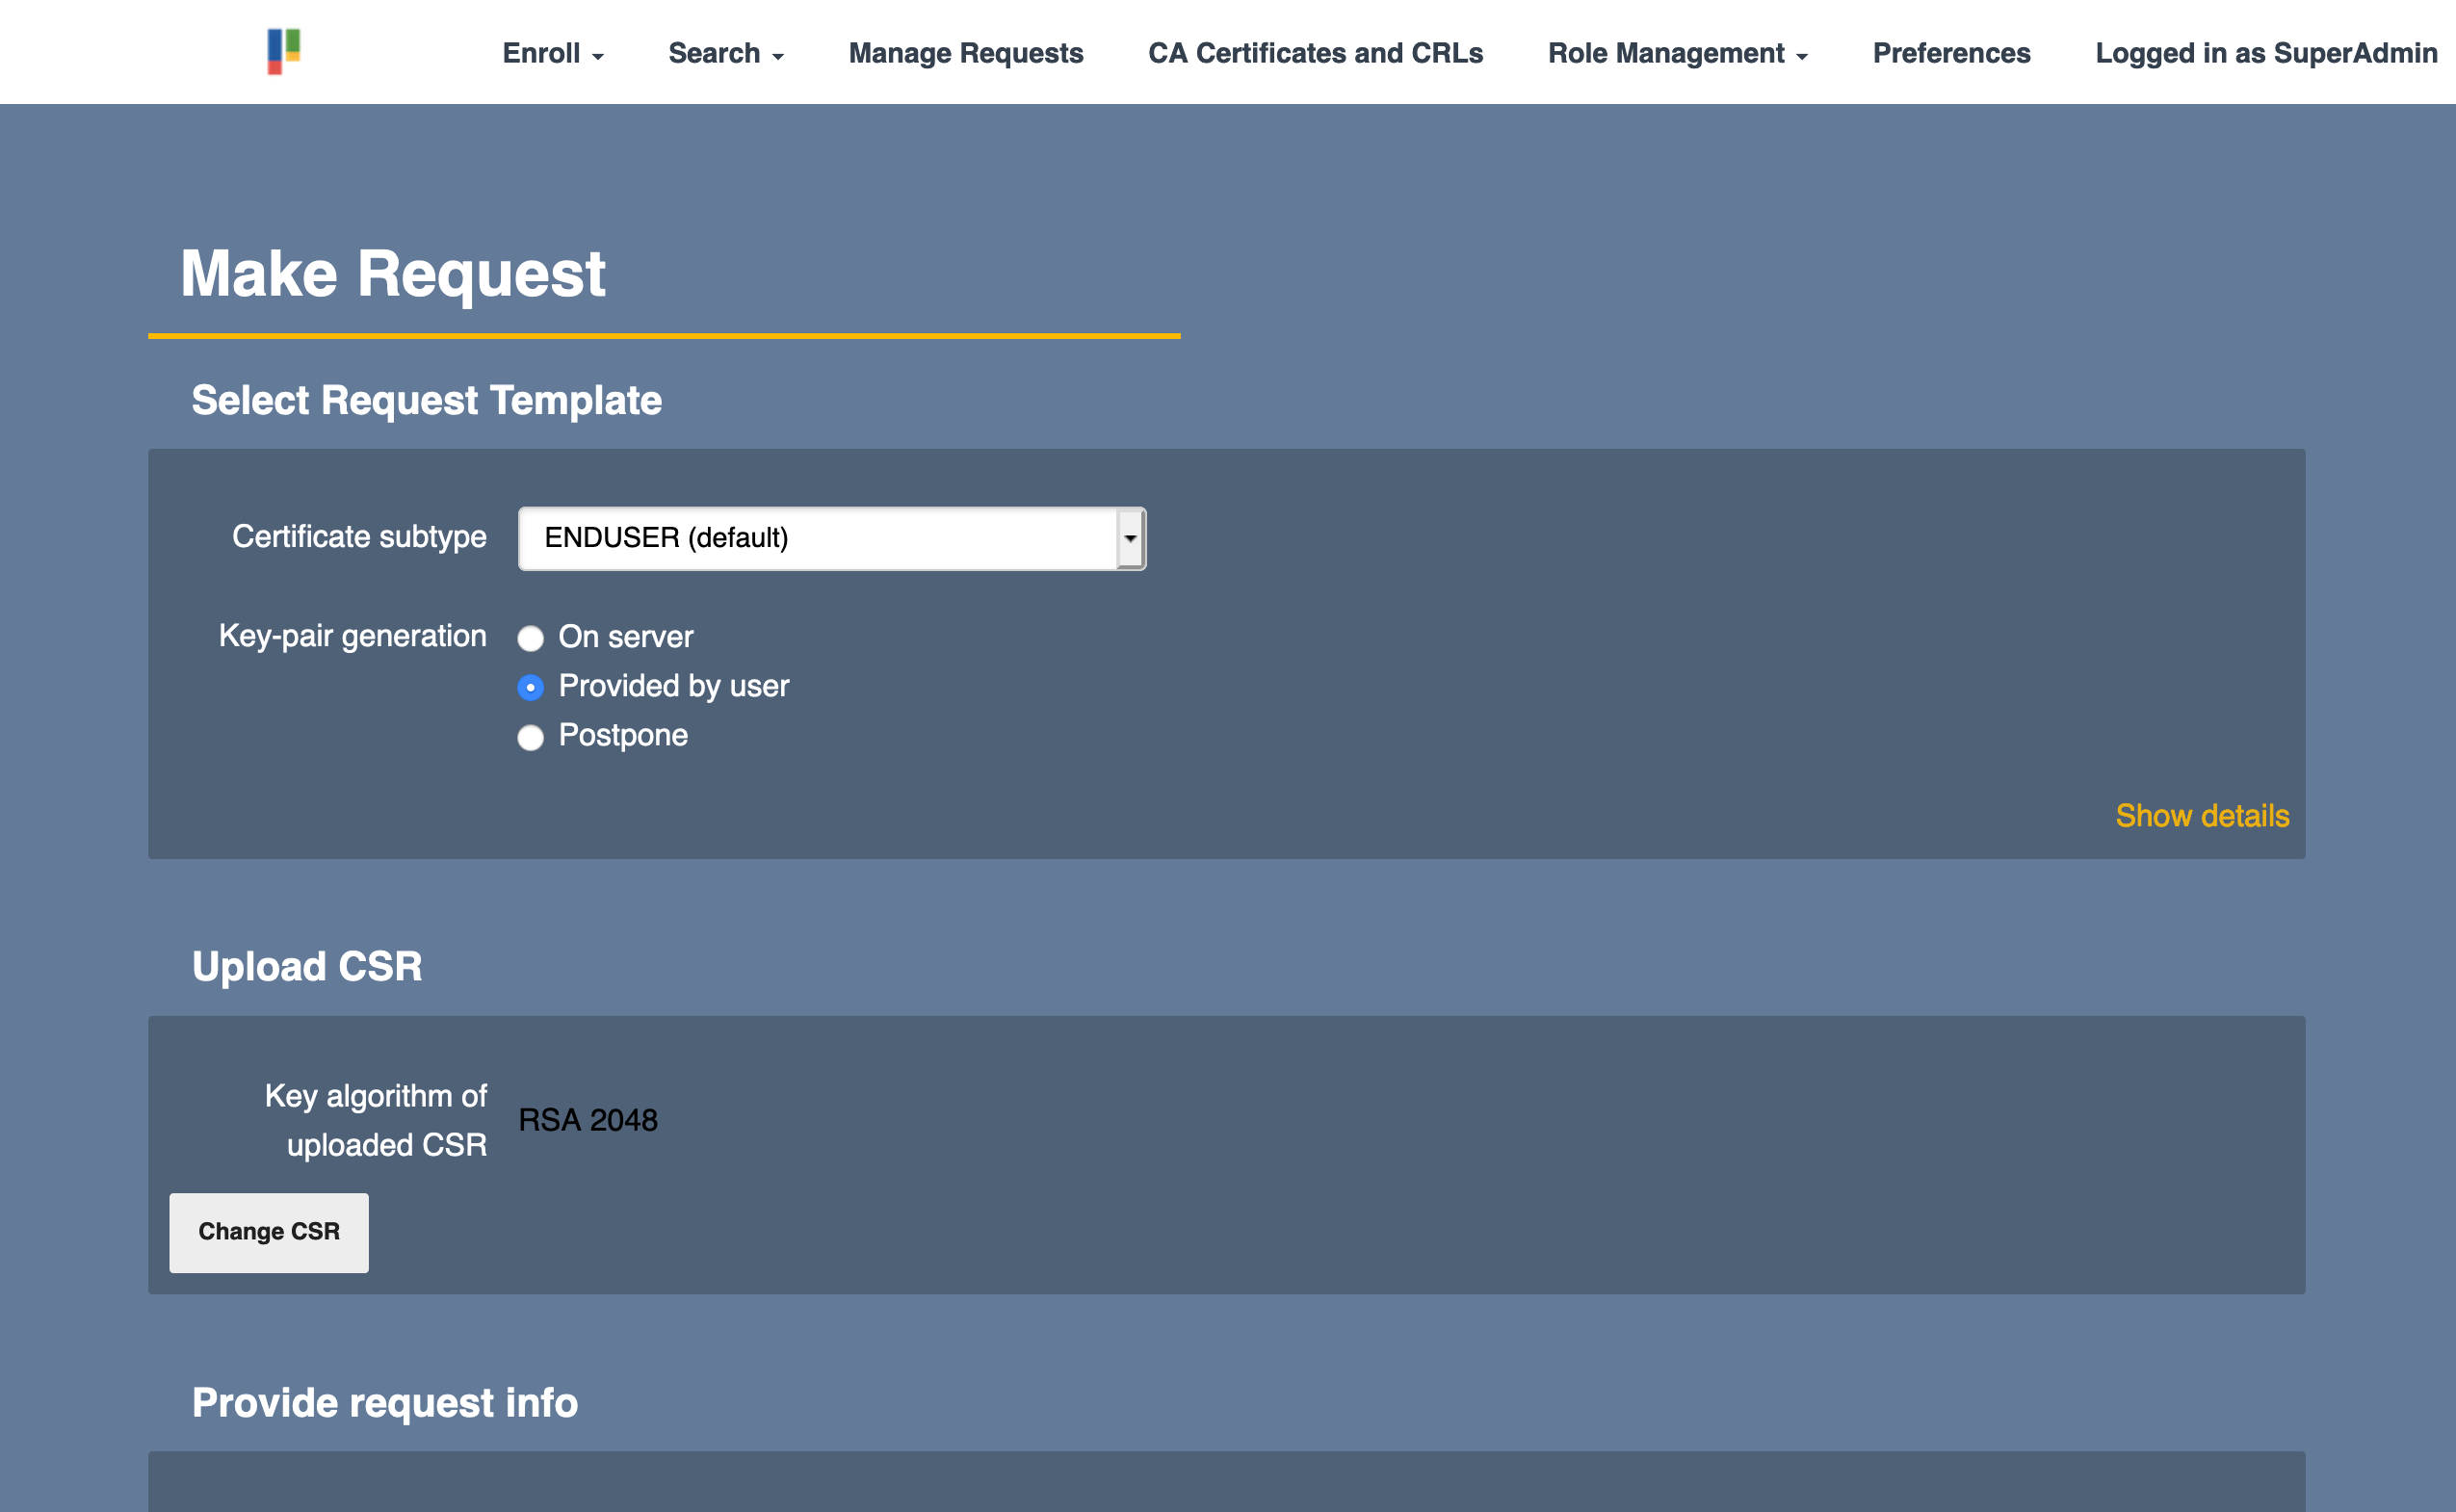 Enroll Search Manage Requests CA Certificates and CRLs Role Management Preferences Logged in as SuperAdmin
Make Request
Select Request Template
Certificate subtype ENDUSER (default)
Key-pair generation On server
Provided by user
Postpone
Show details
Upload CSR
Key algorithm of
uploaded CSR RSA 2048
Change CSR
Provide request info